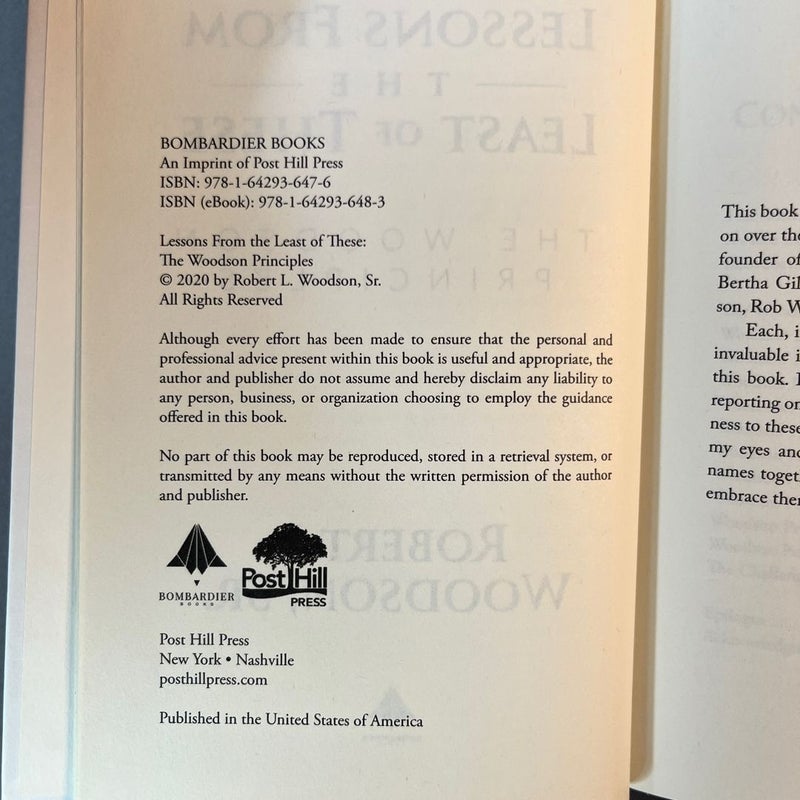 BOMBARDIER BOOKS
An Imprint of Post Hill Press
ISBN: 978-1-64293-647-6
ISBN (eBook): 978-1-64293-648-3
Lessons From the Least of These:
The Woodson Principles
© 2020 by Robert L. Woodson, Sr.
All Rights Reserved
Although every effort has been made to ensure that the personal and
professional advice present within this book is useful and appropriate, the
author and publisher do not assume and hereby disclaim any liability to
any person, business, or organization choosing to employ the guidance
offered in this book.
No part of this book may be reproduced, stored in a retrieval system, or
transmitted by any means without the written permission of the author
and publisher.
BOMBARDIER
BOOKS
Post Hill
PRESS
Post Hill Press
New York • Nashville
posthillpress.com
Published in the United States of America
This book
on over the
founder of
Bertha Gil
son, Rob W
Each, i
invaluable i
this book. I
reporting on
ness to these
my eyes and
names toget
embrace ther